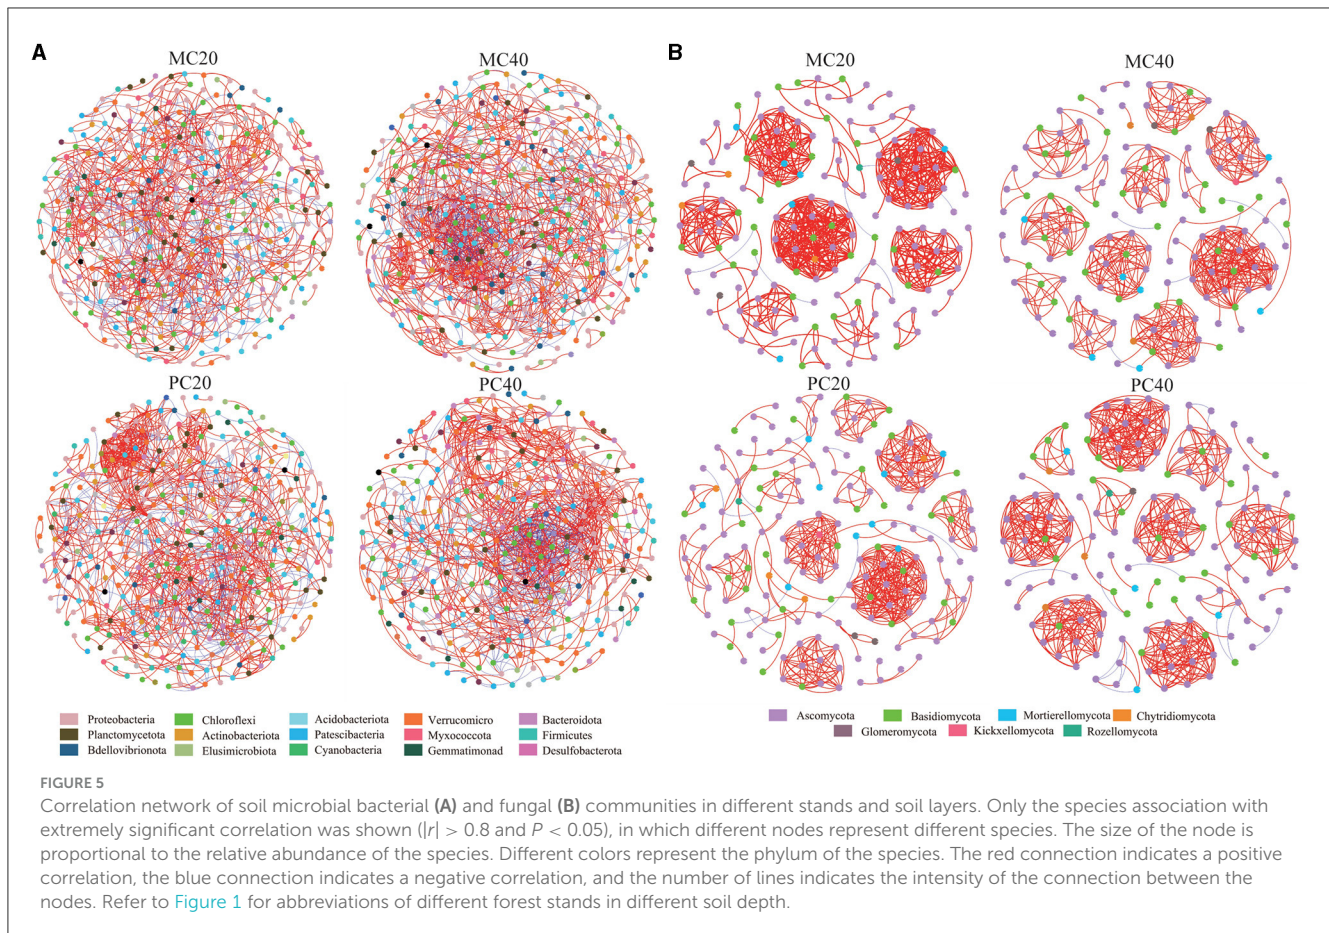 A
B
MC20
MC40
MC20
MC40
PC20
PC40
PC20
PC40
Proteobacteria
Chloroflexi
Acidobacteriota
Verrucomicro
Bacteroidota
Planctomycetota
Actinobacteriota
Patescibacteria
Myxococcota
Firmicutes
Bdellovibrionota
Elusimicrobiota
Cyanobacteria
Gemmatimonad
Desulfobacterota
Ascomycota
Basidiomycota
Mortierellomycota
Chytridiomycota
Glomeromycota
Kickxellomycota
Rozellomycota
FIGURE 5
Correlation network of soil microbial bacterial (A) and fungal (B) communities in different stands and soil layers. Only the species association with
extremely significant correlation was shown (|r| > 0.8 and P < 0.05), in which different nodes represent different species. The size of the node is
proportional to the relative abundance of the species. Different colors represent the phylum of the species. The red connection indicates a positive
correlation, the blue connection indicates a negative correlation, and the number of lines indicates the intensity of the connection between the
nodes. Refer to Figure 1 for abbreviations of different forest stands in different soil depth.